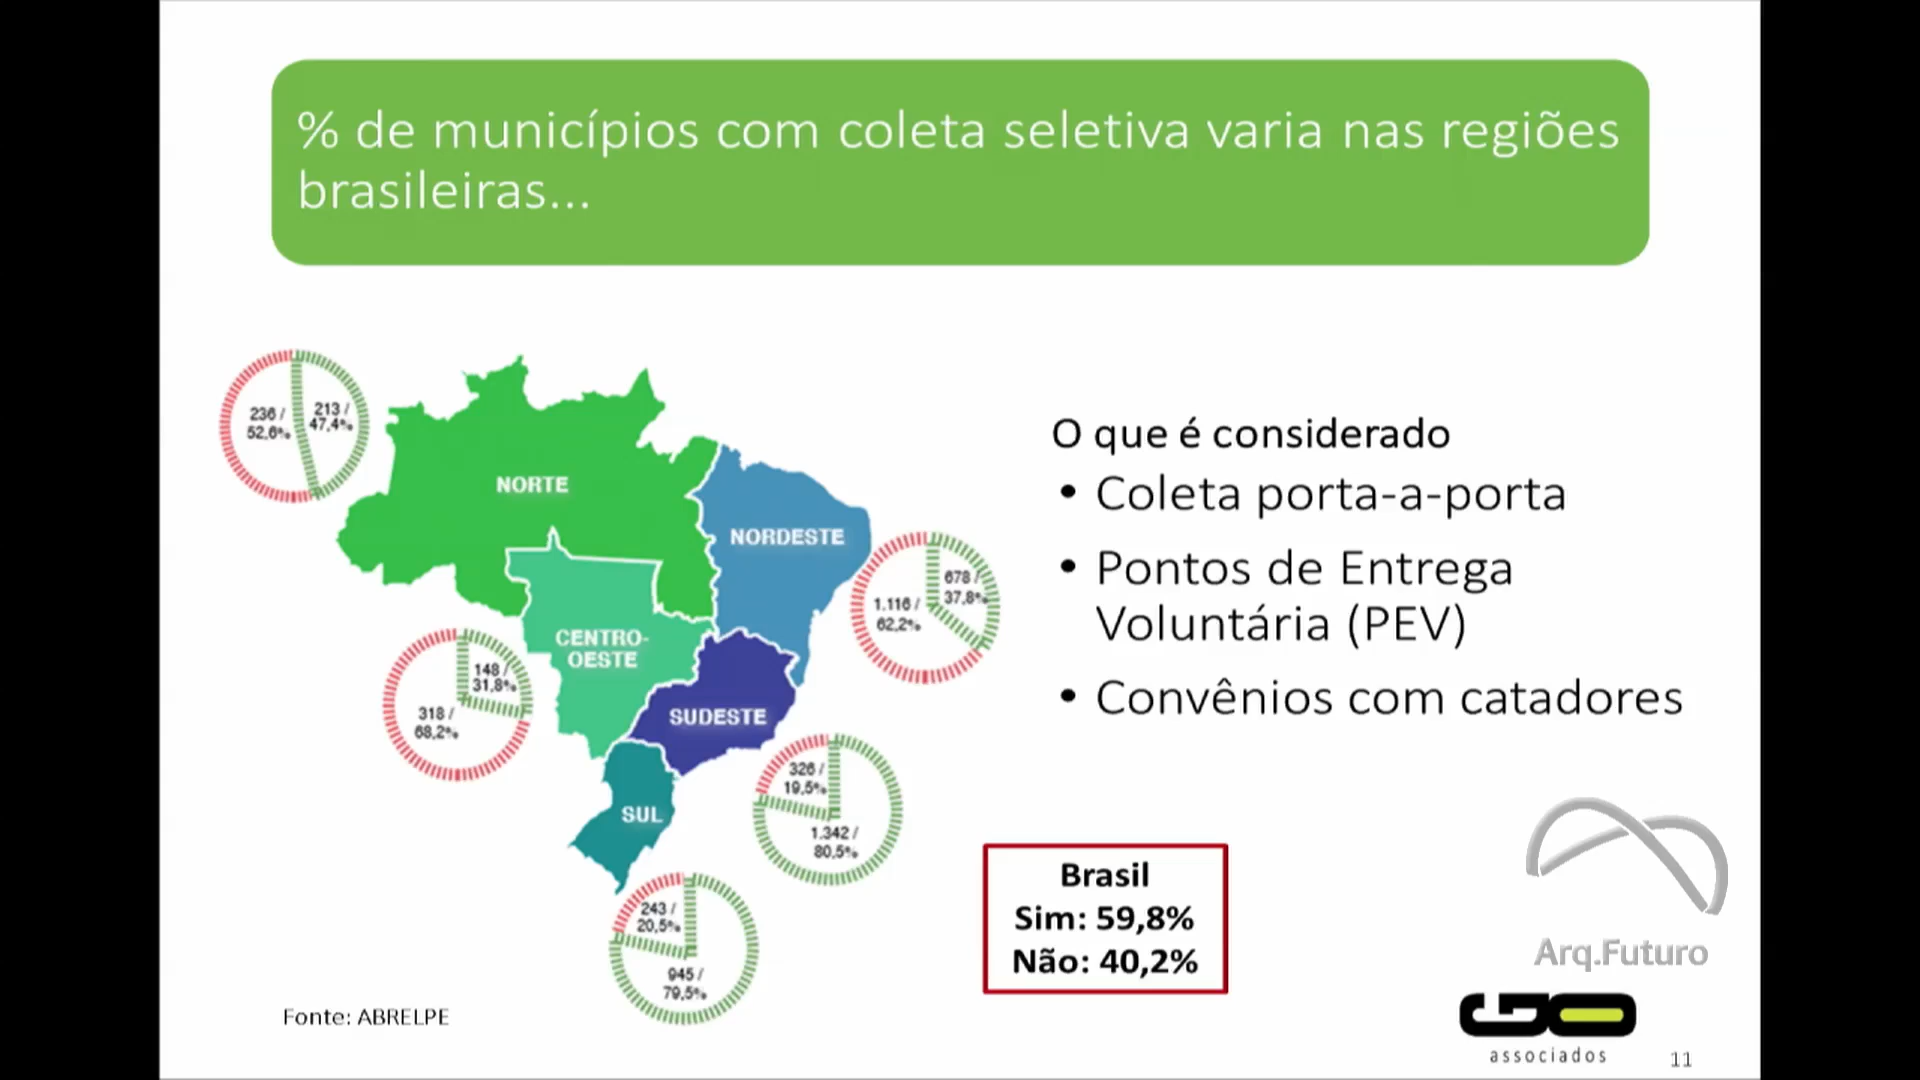 % de municípios com coleta seletiva varia nas regiões
brasileiras...
236 /
52,6%
213 /
47,4%
NORTE
NORDESTE
1.116 /
62,2%
678 /
37,8%
CENTRO-
OESTE
148 /
31,8%
318 /
68,2%
SUDESTE
326 /
19,5%
1.342 /
80,5%
SUL
243 /
20,5%
945 /
79,5%
O que é considerado
• Coleta porta-a-porta
• Pontos de Entrega
Voluntária (PEV)
• Convênios com catadores
Brasil
Sim: 59,8%
Não: 40,2%
Fonte: ABRELPE
Arq.Futuro
GO
associados
11